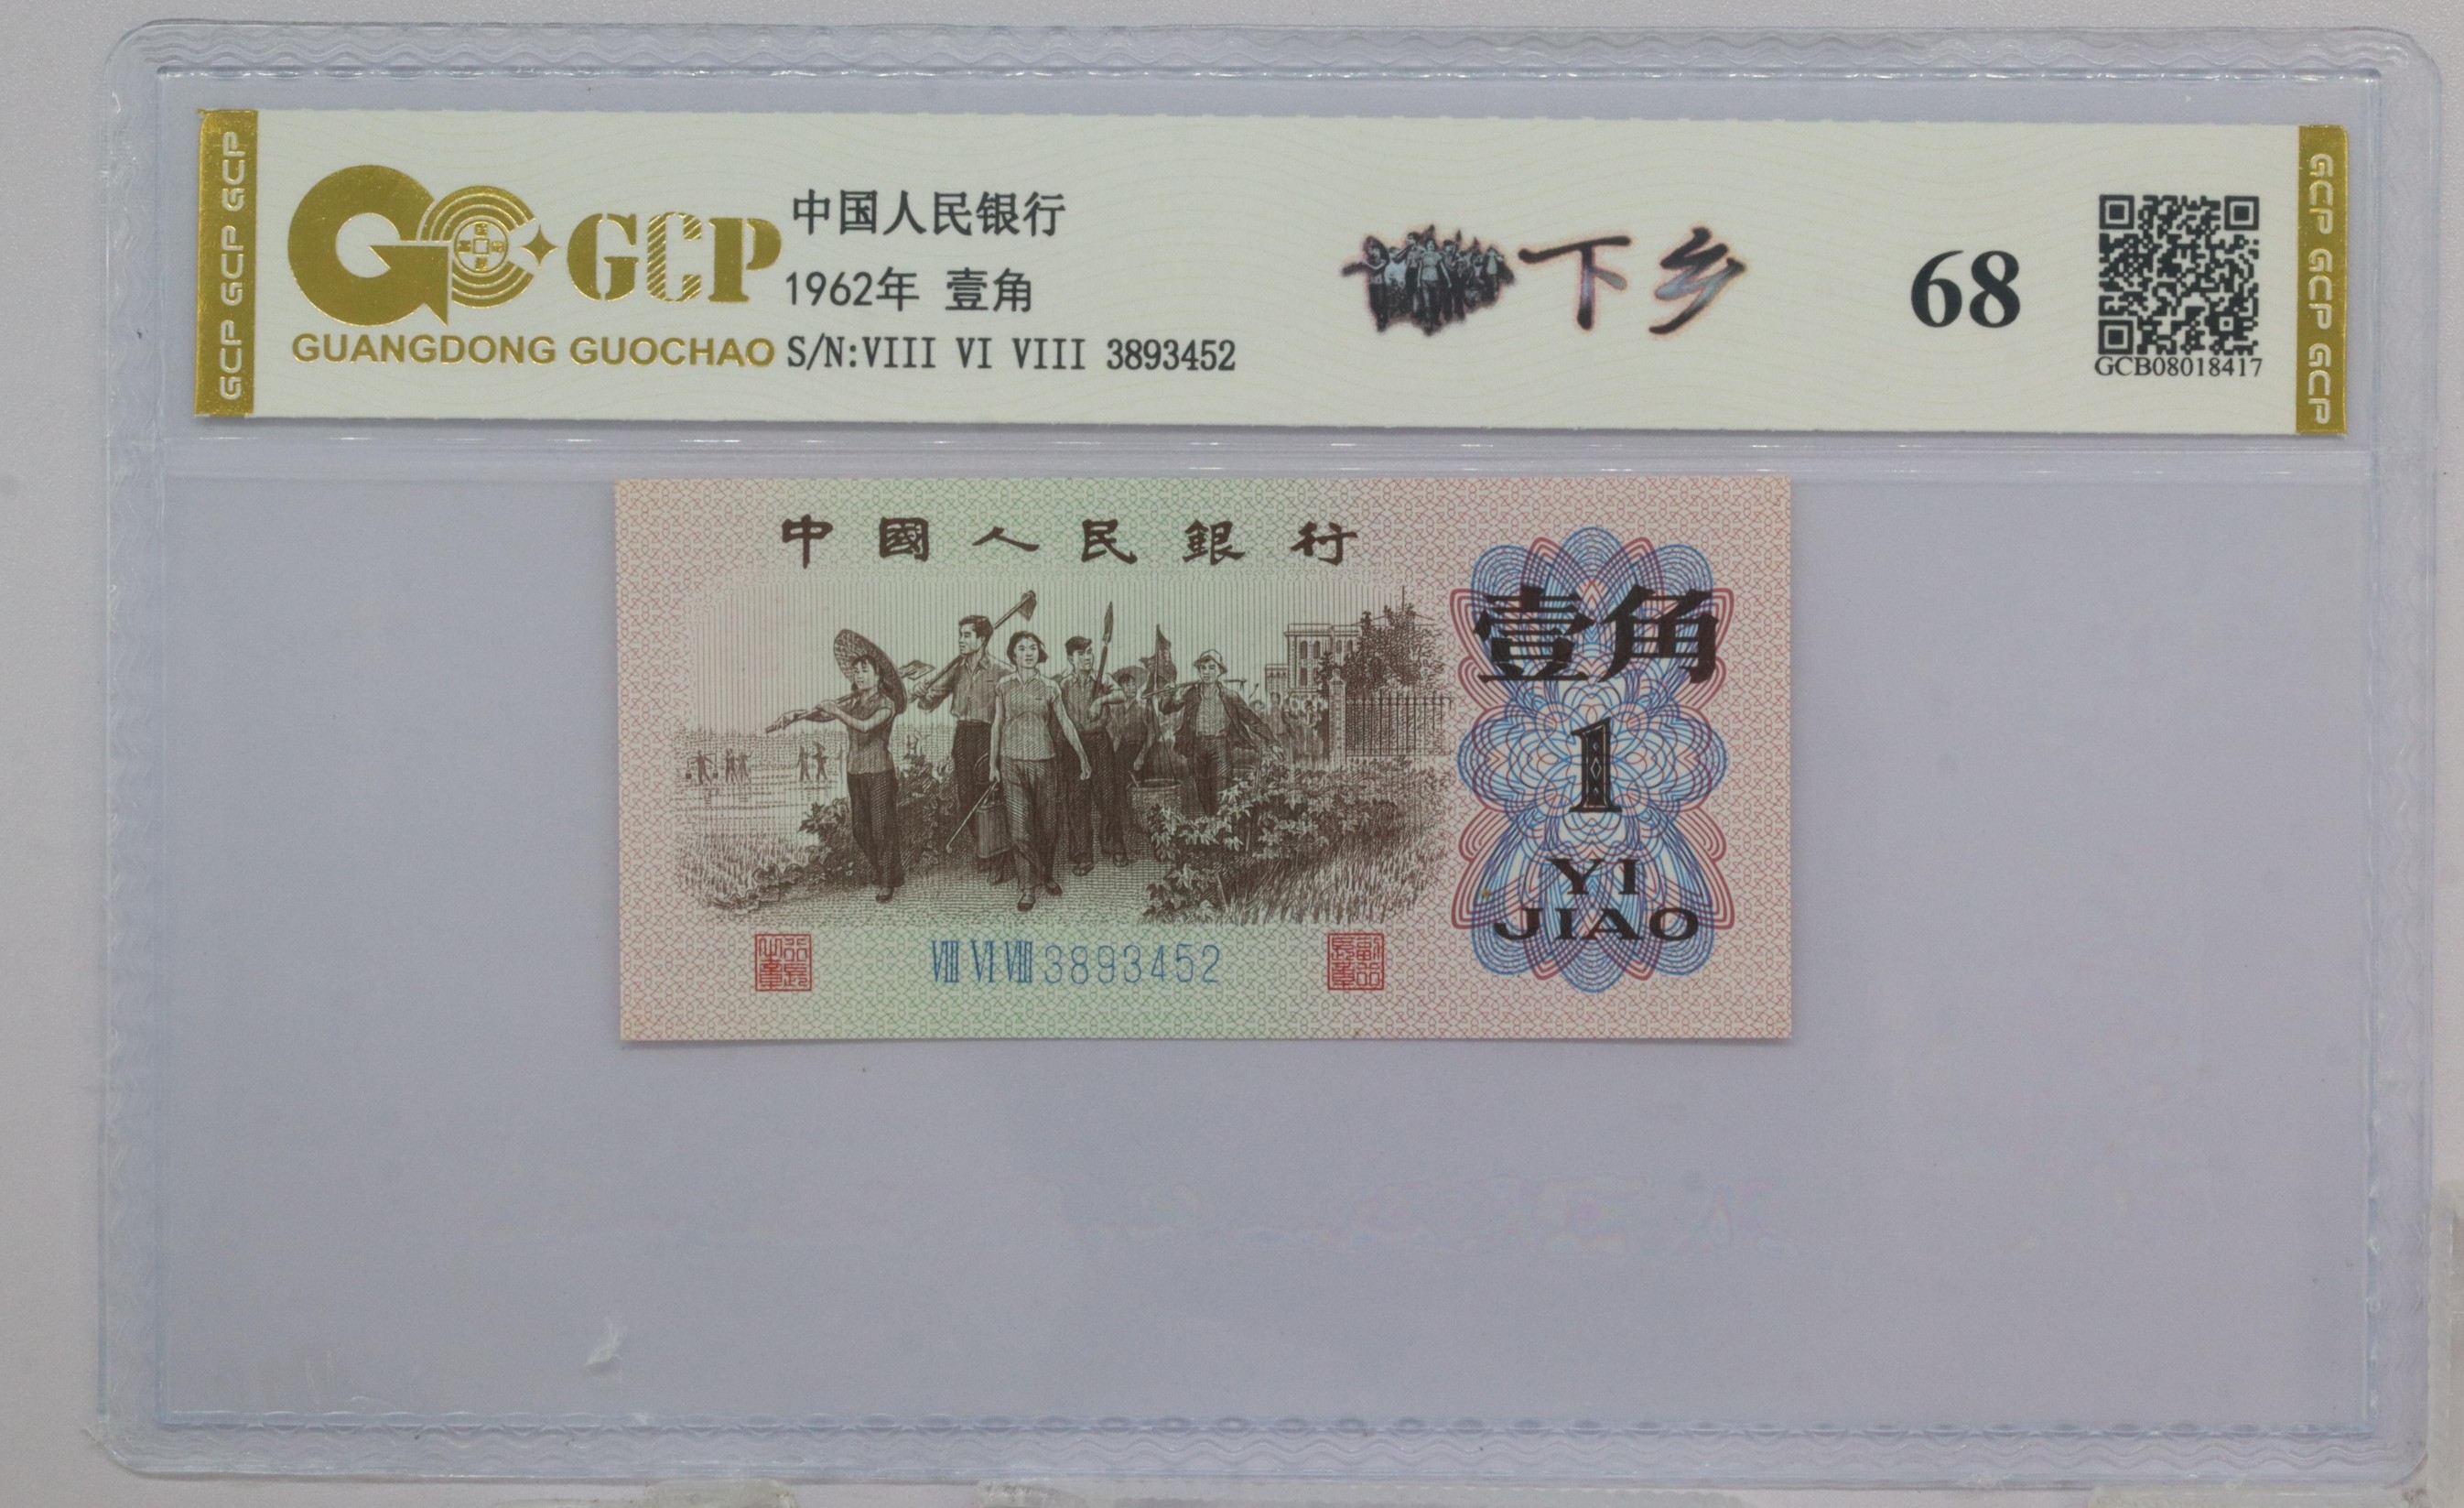 GCP GCP GCP
GCP
GUANGDONG GUOCHAO
中国人民银行
1962年 壹角
S/N:VIII VI VIII 3893452
下乡
68
GCB08018417
GCP GCP GCP
中國人民銀行
壹角
1
YI
JIAO
VIII VI VIII 3893452